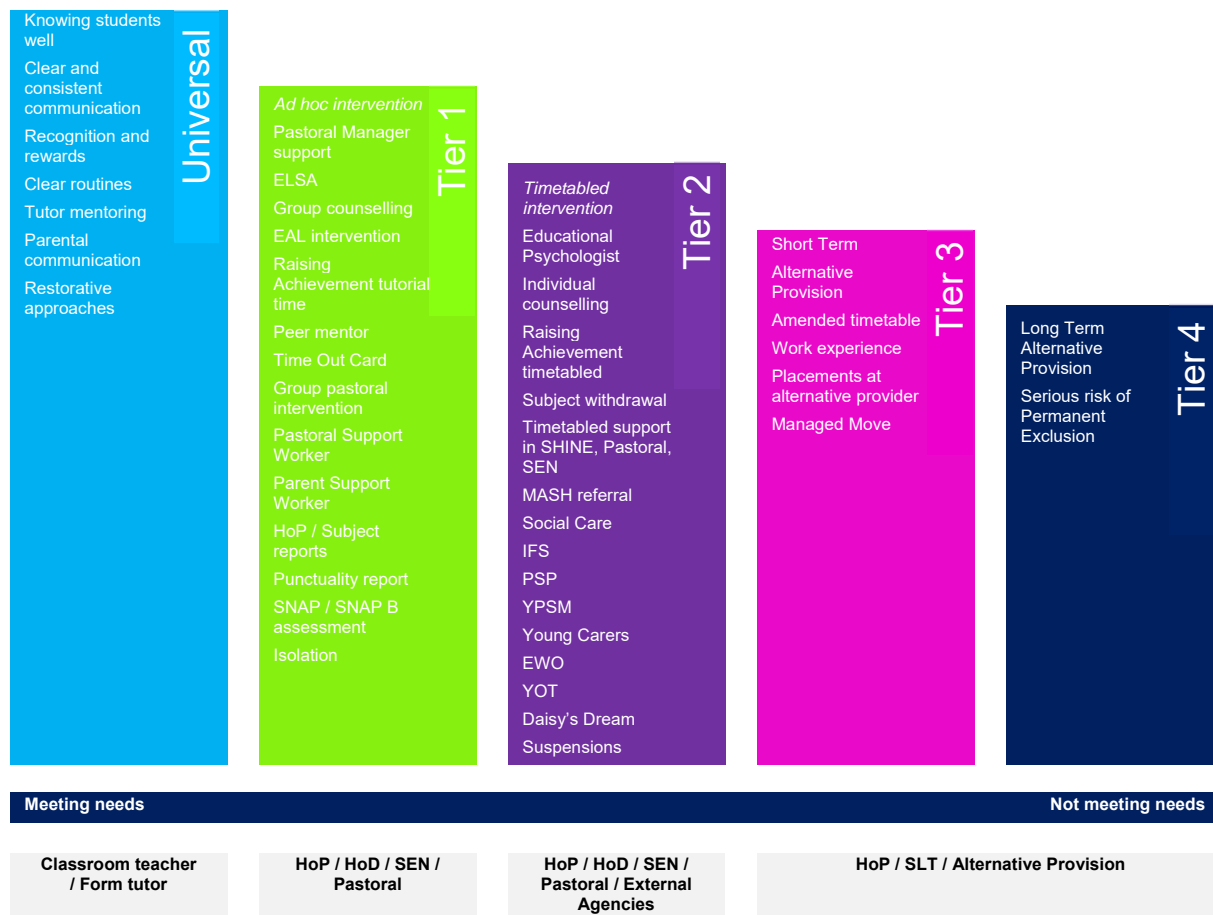 Knowing students
well
Clear and
consistent
communication
Recognition and
rewards
Clear routines
Tutor mentoring
Parental
communication
Restorative
approaches
Universal
Ad hoc intervention
Pastoral Manager
support
ELSA
Group counselling
EAL intervention
Raising
Achievement tutorial
time
Peer mentor
Time Out Card
Group pastoral
intervention
Pastoral Support
Worker
Parent Support
Worker
HoP / Subject
reports
Punctuality report
SNAP / SNAP B
assessment
Isolation
Tier 1
Timetabled
intervention
Educational
Psychologist
Individual
counselling
Raising
Achievement
timetabled
Subject withdrawal
Timetabled support
in SHINE, Pastoral,
SEN
MASH referral
Social Care
IFS
PSP
YPSM
Young Carers
EWO
YOT
Daisy's Dream
Suspensions
Tier 2
Short Term
Alternative
Provision
Amended timetable
Work experience
Placements at
alternative provider
Managed Move
Tier 3
Long Term
Alternative
Provision
Serious risk of
Permanent
Exclusion
Tier 4
Meeting needs
Not meeting needs
Classroom teacher
/ Form tutor
HoP / HoD / SEN /
Pastoral
HoP / HoD / SEN /
Pastoral / External
Agencies
HoP / SLT / Alternative Provision